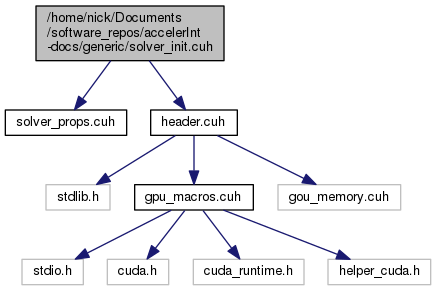 /home/nick/Documents
/software_repos/accelerInt
-docs/generic/solver_init.cuh
solver_props.cuh
header.cuh
stdlib.h
gpu_macros.cuh
gou_memory.cuh
stdio.h
cuda.h
cuda_runtime.h
helper_cuda.h